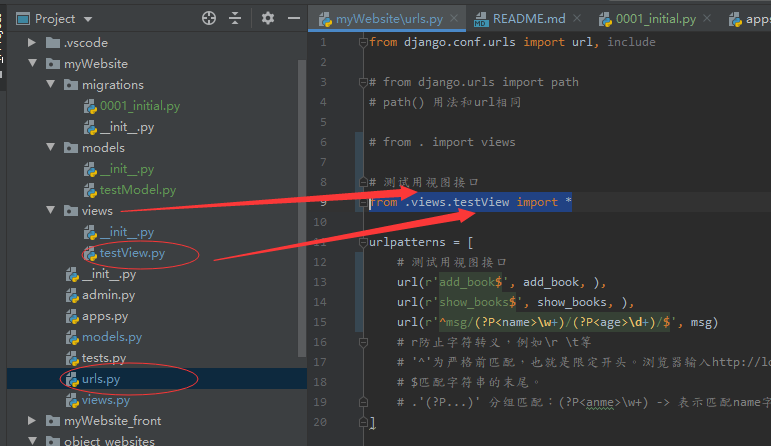 Project
.vscode
myWebsite
migrations
0001_initial.py
__init__.py
models
__init__.py
testModel.py
views
__init__.py
testView.py
__init__.py
admin.py
apps.py
models.py
tests.py
urls.py
views.py
myWebsite_front
object_websites
myWebsite\urls.py
README.md
0001_initial.py
apps
1 from django.conf.urls import url, include
2
3 # from django.urls import path
4 # path() 用法和url相同
5
6 # from . import views
7
8 # 测试用视图接口
9 from .views.testView import *
10
11 urlpatterns = [
12 # 测试用视图接口
13 url(r'add_book$', add_book, ),
14 url(r'show_books$', show_books, ),
15 url(r'^msg/(?P<name>\w+)/(?P<age>\d+)/$', msg)
16 # r防止字符转义，例如\r \t等
17 # '^'为严格前匹配，也就是限定开头。浏览器输入http://lo
18 # $匹配字符串的末尾。
19 # .'(?P...)' 分组匹配：(?P<anme>\w+) -> 表示匹配name字
20 ]